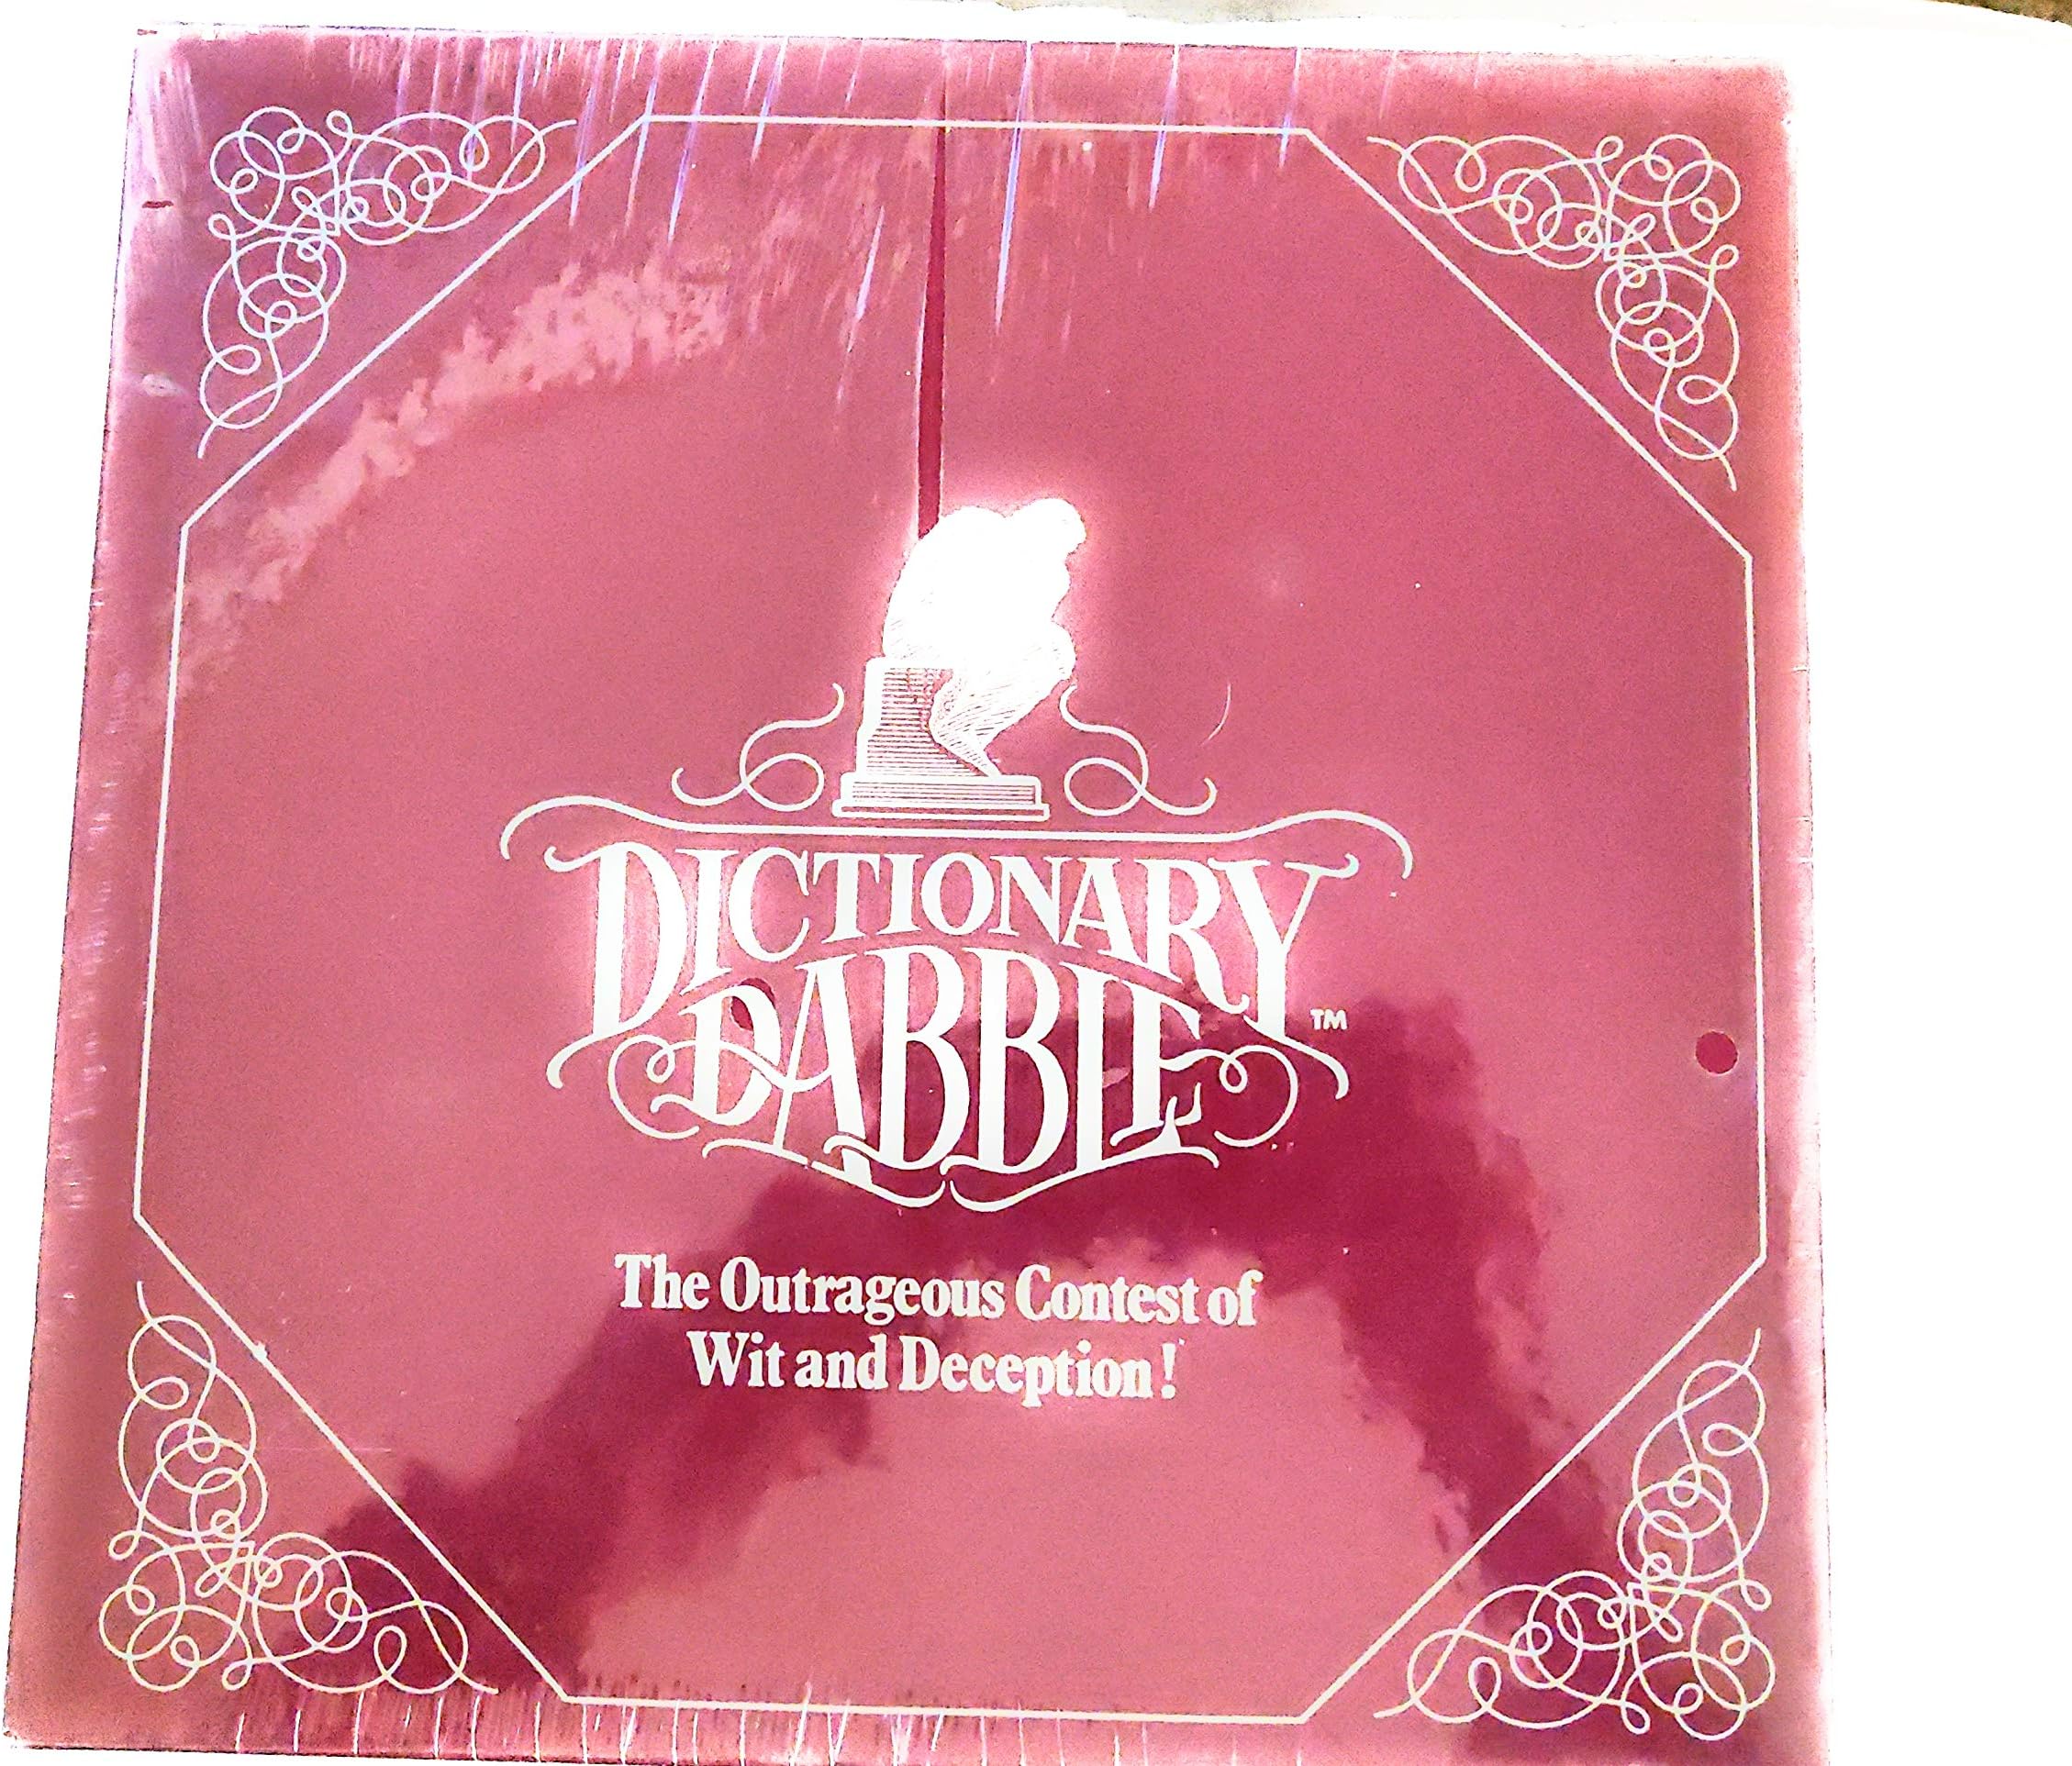 DICTIONARY
DABBLE™
The Outrageous Contest of
Wit and Deception!